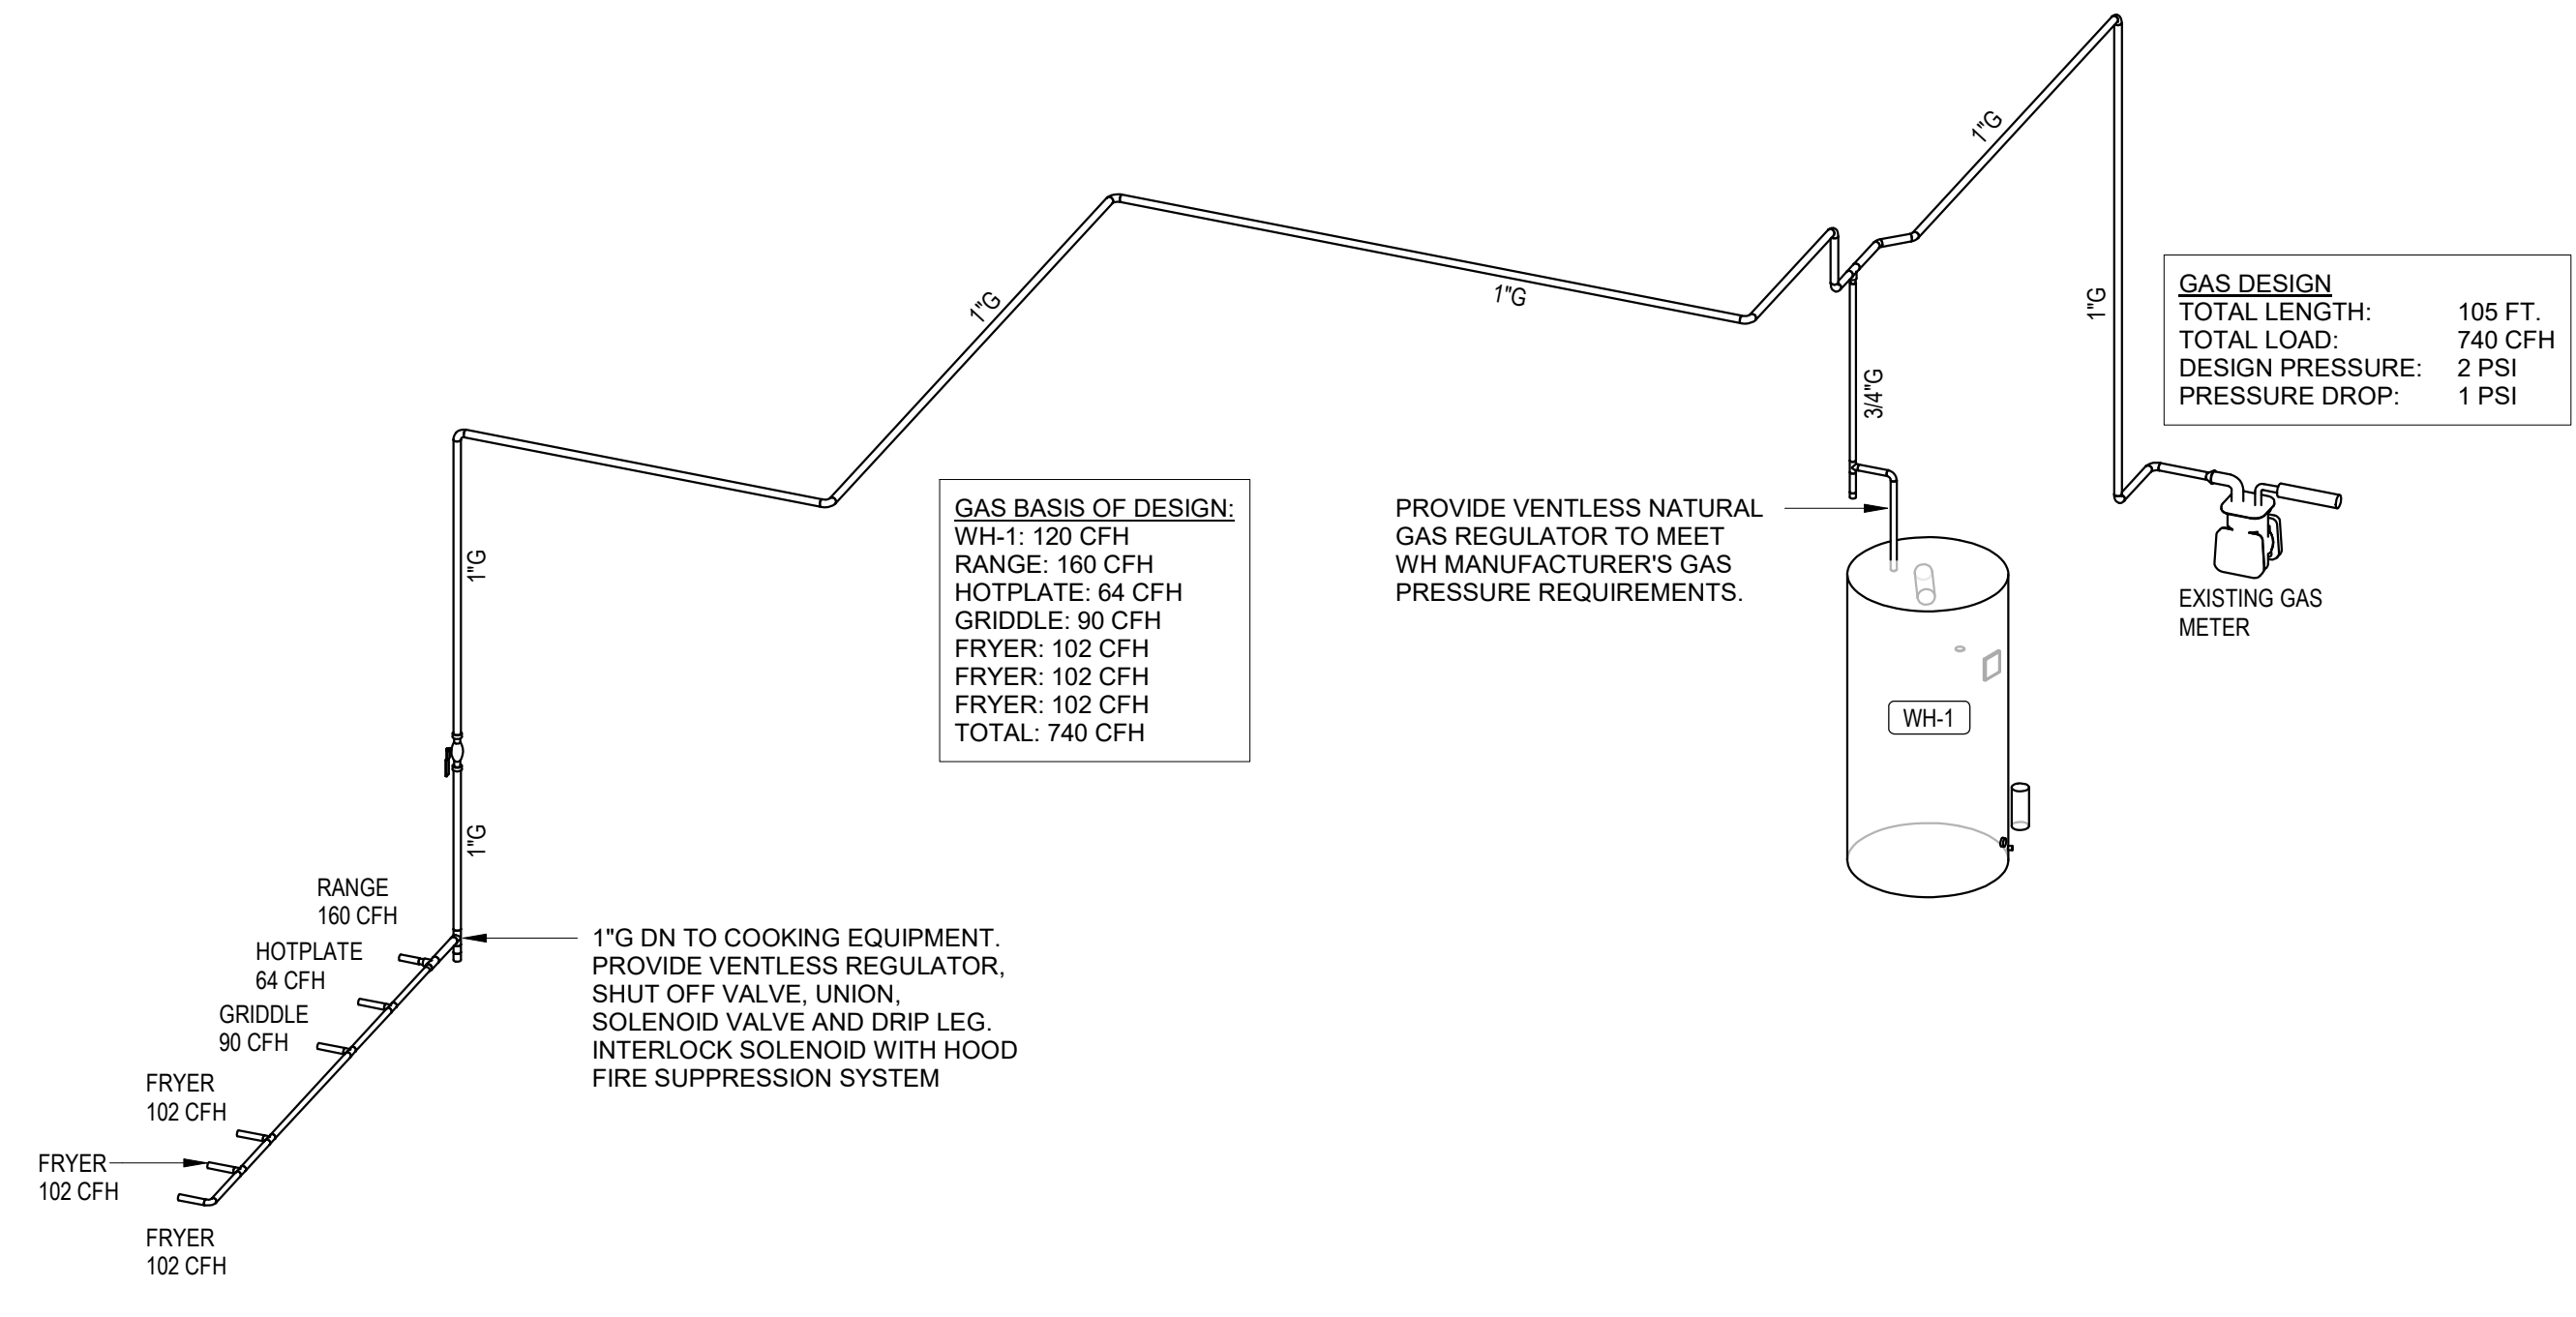 1"G
1"G
1"G
1"G
3/4"G
1"G
1"G
GAS DESIGN
TOTAL LENGTH: 105 FT.
TOTAL LOAD: 740 CFH
DESIGN PRESSURE: 2 PSI
PRESSURE DROP: 1 PSI
GAS BASIS OF DESIGN:
WH-1: 120 CFH
RANGE: 160 CFH
HOTPLATE: 64 CFH
GRIDDLE: 90 CFH
FRYER: 102 CFH
FRYER: 102 CFH
FRYER: 102 CFH
TOTAL: 740 CFH
PROVIDE VENTLESS NATURAL
GAS REGULATOR TO MEET
WH MANUFACTURER'S GAS
PRESSURE REQUIREMENTS.
EXISTING GAS
METER
WH-1
RANGE
160 CFH
HOTPLATE
64 CFH
GRIDDLE
90 CFH
FRYER
102 CFH
FRYER
102 CFH
FRYER
102 CFH
1"G DN TO COOKING EQUIPMENT.
PROVIDE VENTLESS REGULATOR,
SHUT OFF VALVE, UNION,
SOLENOID VALVE AND DRIP LEG.
INTERLOCK SOLENOID WITH HOOD
FIRE SUPPRESSION SYSTEM